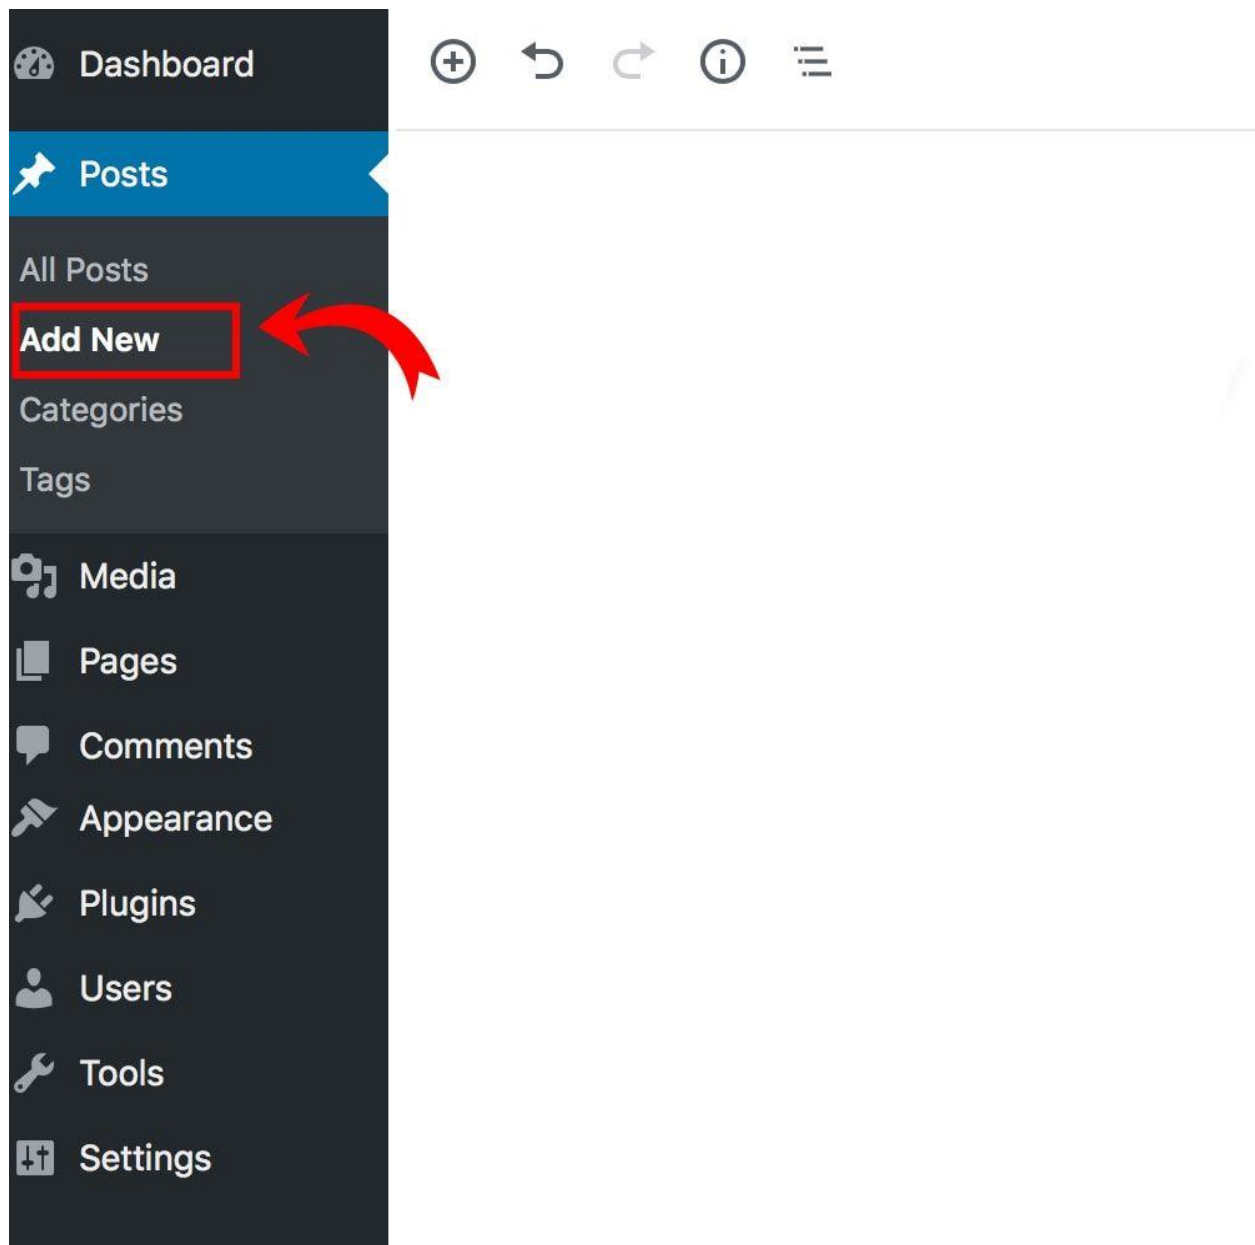 Dashboard
Posts
All Posts
Add New
Categories
Tags
Media
Pages
Comments
Appearance
Plugins
Users
Tools
Settings